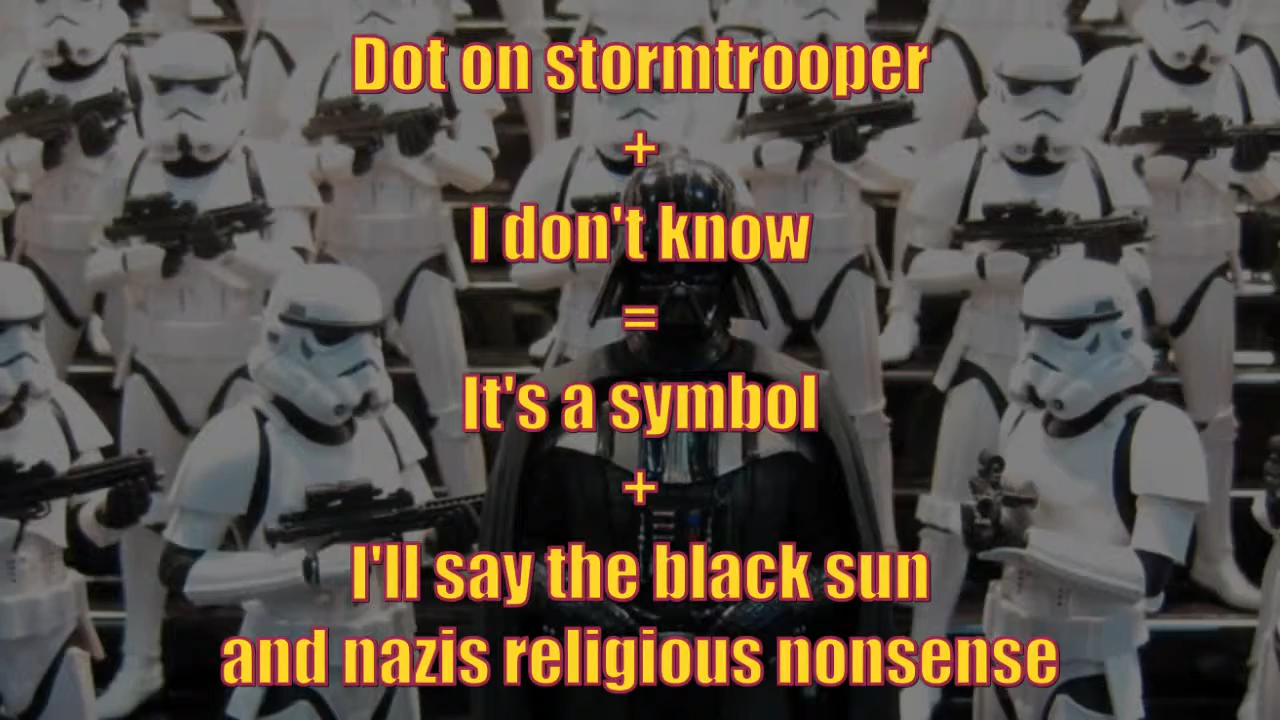 Dot on stormtrooper
+
I don't know
=
It's a symbol
+
I'll say the black sun
and nazis religious nonsense